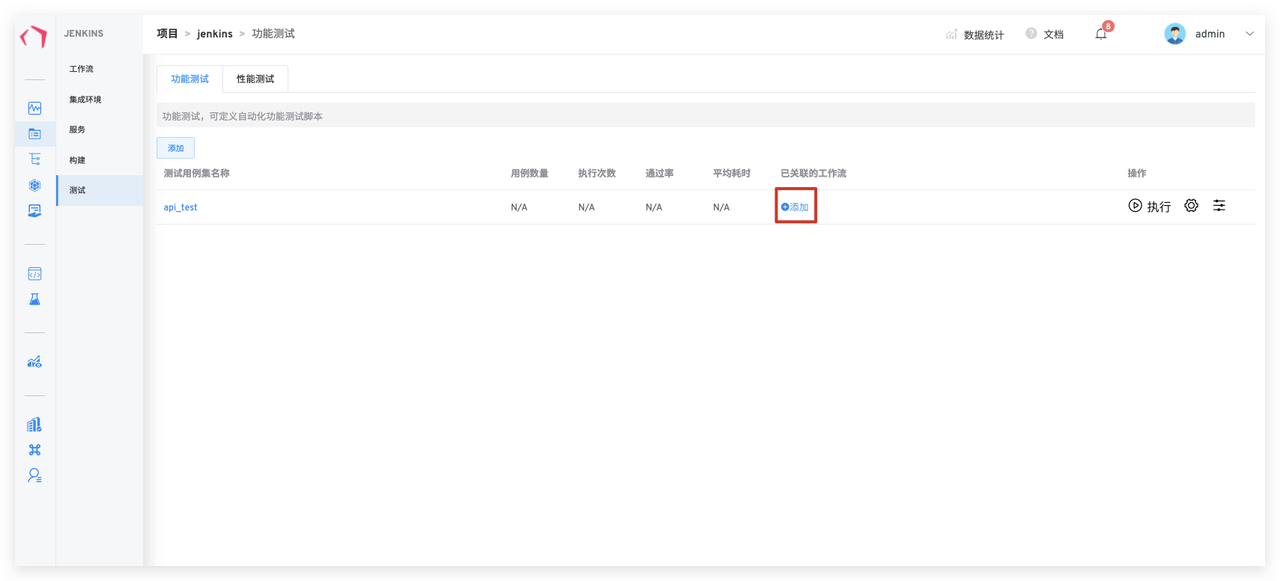 JENKINS
项目 > jenkins > 功能测试
数据统计
文档
8
admin
工作流
集成环境
服务
构建
测试
功能测试
性能测试
功能测试，可定义自动化功能测试脚本
添加
测试用例集名称 用例数量 执行次数 通过率 平均耗时 已关联的工作流 操作
api_test N/A N/A N/A N/A 添加 执行